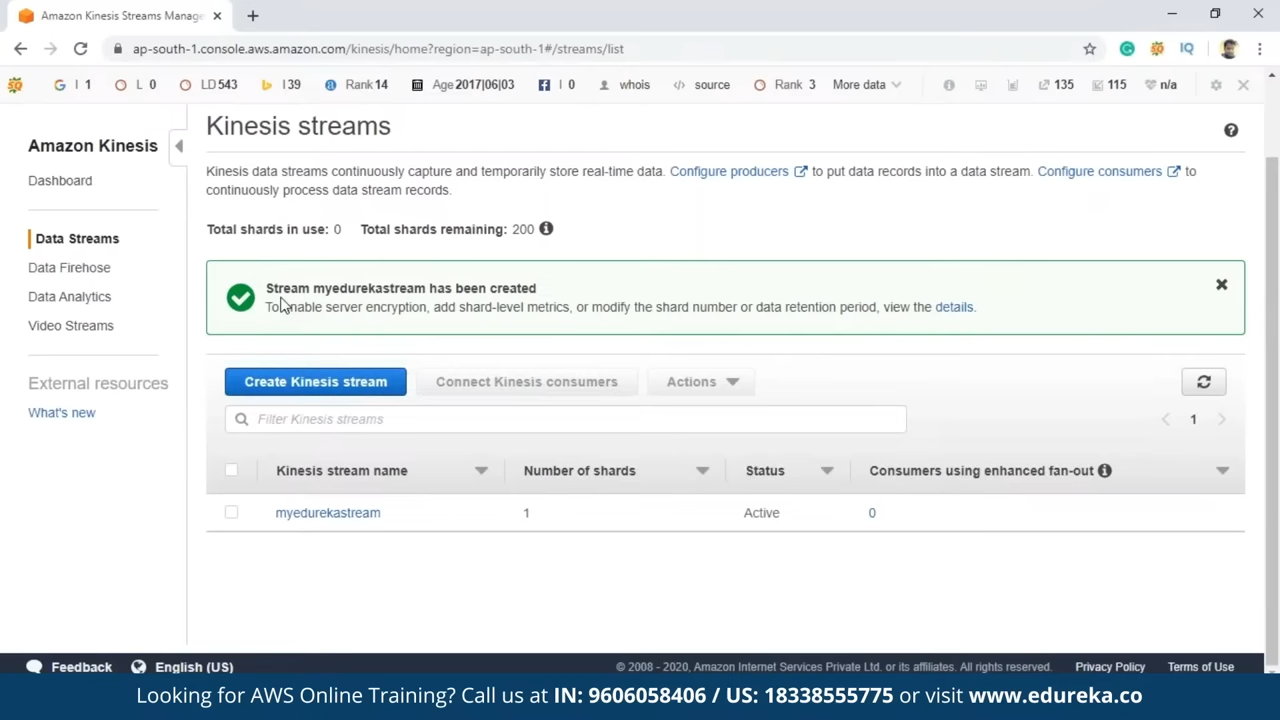 Amazon Kinesis Streams Manage
ap-south-1.console.aws.amazon.com/kinesis/home?region=ap-south-1#/streams/list
IQ
I 1 L 0 LD 543 I 39 Rank 14 Age 2017|06|03 I 0 whois source Rank 3 More data 135 115 n/a
Kinesis streams
Amazon Kinesis
Dashboard
Kinesis data streams continuously capture and temporarily store real-time data. Configure producers to put data records into a data stream. Configure consumers to
continuously process data stream records.
Total shards in use: 0 Total shards remaining: 200
Data Streams
Data Firehose
Data Analytics
Video Streams
External resources
What's new
Stream myedurekastream has been created
To enable server encryption, add shard-level metrics, or modify the shard number or data retention period, view the details.
Create Kinesis stream Connect Kinesis consumers Actions
Filter Kinesis streams 1
Kinesis stream name Number of shards Status Consumers using enhanced fan-out
myedurekastream 1 Active 0
Feedback English (US) © 2008 - 2020, Amazon Internet Services Private Ltd. or its affiliates. All rights reserved. Privacy Policy Terms of Use
Looking for AWS Online Training? Call us at IN: 9606058406 / US: 18338555775 or visit www.edureka.co